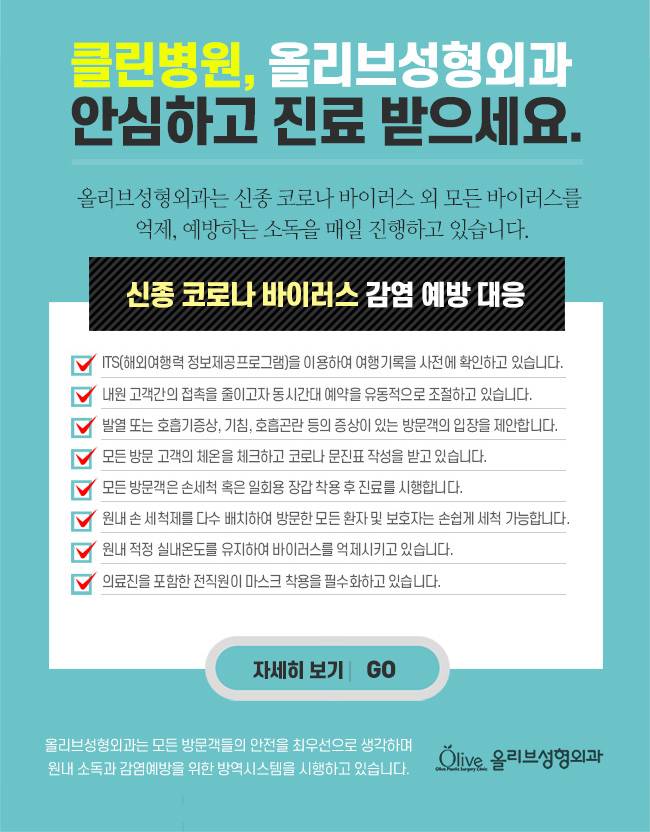 클린병원, 올리브성형외과
안심하고 진료 받으세요.
올리브성형외과는 신종 코로나 바이러스 외 모든 바이러스를
억제, 예방하는 소독을 매일 진행하고 있습니다.
신종 코로나 바이러스 감염 예방 대응
ITS(해외여행력 정보제공프로그램)을 이용하여 여행기록을 사전에 확인하고 있습니다.
내원 고객간의 접촉을 줄이고자 동시간대 예약을 유동적으로 조절하고 있습니다.
발열 또는 호흡기증상, 기침, 호흡곤란 등의 증상이 있는 방문객의 입장을 제안합니다.
모든 방문 고객의 체온을 체크하고 코로나 문진표 작성을 받고 있습니다.
모든 방문객은 손세척 혹은 일회용 장갑 착용 후 진료를 시행합니다.
원내 손 세척제를 다수 배치하여 방문한 모든 환자 및 보호자는 손쉽게 세척 가능합니다.
원내 적정 실내온도를 유지하여 바이러스를 억제시키고 있습니다.
의료진을 포함한 전직원이 마스크 착용을 필수화하고 있습니다.
자세히 보기 | GO
올리브성형외과는 모든 방문객들의 안전을 최우선으로 생각하며
원내 소독과 감염예방을 위한 방역시스템을 시행하고 있습니다.
Olive 올리브성형외과
Olive Plastic Surgery Clinic